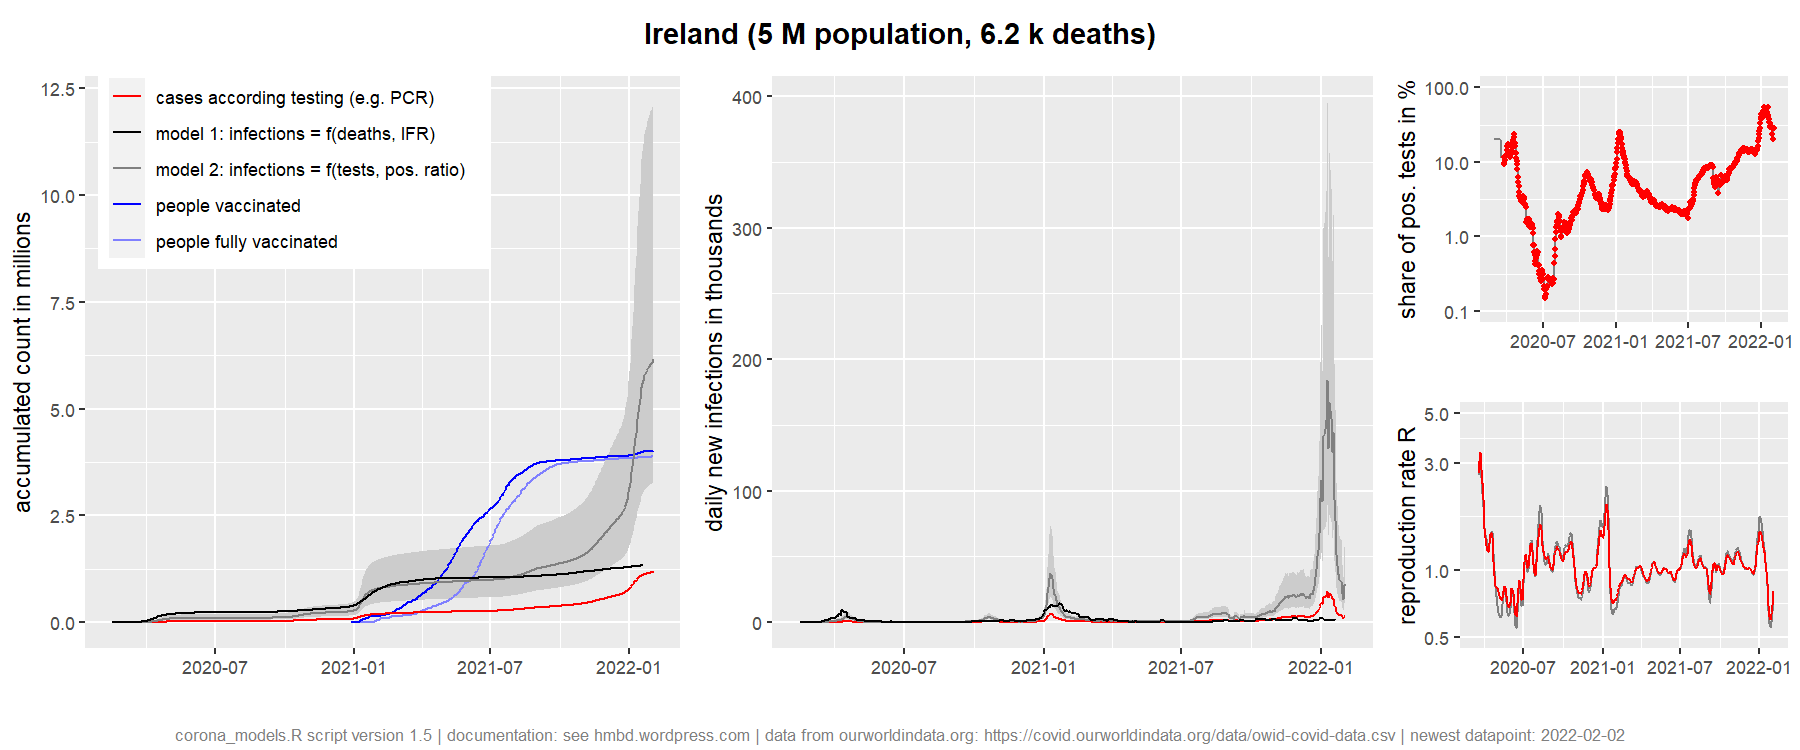 Ireland (5 M population, 6.2 k deaths)
accumulated count in millions
12.5
10.0
7.5
5.0
2.5
0.0
cases according testing (e.g. PCR)
model 1: infections = f(deaths, IFR)
model 2: infections = f(tests, pos. ratio)
people vaccinated
people fully vaccinated
2020-07 2021-01 2021-07 2022-01
daily new infections in thousands
400
300
200
100
0
2020-07 2021-01 2021-07 2022-01
share of pos. tests in %
100.0
10.0
1.0
0.1
2020-07 2021-01 2021-07 2022-01
reproduction rate R
5.0
3.0
1.0
0.5
2020-07 2021-01 2021-07 2022-01
corona_models.R script version 1.5 | documentation: see hmbd.wordpress.com | data from ourworldindata.org: https://covid.ourworldindata.org/data/owid-covid-data.csv | newest datapoint: 2022-02-02